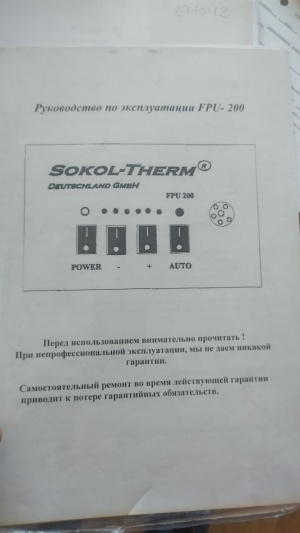 Руководство по эксплуатации FPU- 200
SOKOL-THERM®
DEUTSCHLAND GMBH
FPU 200
POWER - + AUTO
Перед использованием внимательно прочитать !
При непрофессиональной эксплуатации, мы не даем никакой
гарантии.
Самостоятельный ремонт во время действующей гарантии
приводит к потере гарантийных обязательств.